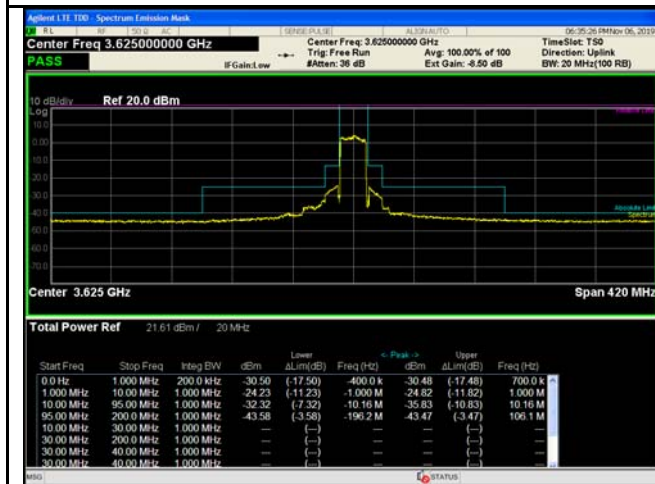 Agilent LTE TDD - Spectrum Emission Mask
RL RF 50 Ω AC SENSE:PULSE ALIGN AUTO 06:35:26 PM Nov 06, 2019
Center Freq 3.625000000 GHz Center Freq: 3.625000000 GHz TimeSlot: TS0
Trig: Free Run Avg: 100.00% of 100 Direction: Uplink
PASS IFGain:Low #Atten: 36 dB Ext Gain: -8.50 dB BW: 20 MHz(100 RB)
10 dB/div Ref 20.0 dBm
Log
10.0
0.00
10.0
20.0
30.0
40.0
50.0
60.0
70.0
Absolute Limit
Spectrum
Center 3.625 GHz Span 420 MHz
Total Power Ref 21.61 dBm / 20 MHz
Lower <- Peak -> Upper
Start Freq Stop Freq Integ BW dBm ΔLim(dB) Freq (Hz) dBm ΔLim(dB) Freq (Hz)
0.0 Hz 1.000 MHz 200.0 kHz -30.50 (-17.50) -400.0 k -30.48 (-17.48) 700.0 k
1.000 MHz 10.00 MHz 1.000 MHz -24.23 (-11.23) -1.000 M -24.82 (-11.82) 1.000 M
10.00 MHz 95.00 MHz 1.000 MHz -32.32 (-7.32) -10.16 M -35.83 (-10.83) 10.16 M
95.00 MHz 200.0 MHz 1.000 MHz -43.58 (-3.58) -196.2 M -43.47 (-3.47) 106.1 M
10.00 MHz 30.00 MHz 1.000 MHz --- (---) --- (---)
30.00 MHz 200.0 MHz 1.000 MHz --- (---) --- (---)
30.00 MHz 40.00 MHz 1.000 MHz --- (---) --- (---)
30.00 MHz 40.00 MHz 1.000 MHz --- (---) --- (---)
MSG STATUS